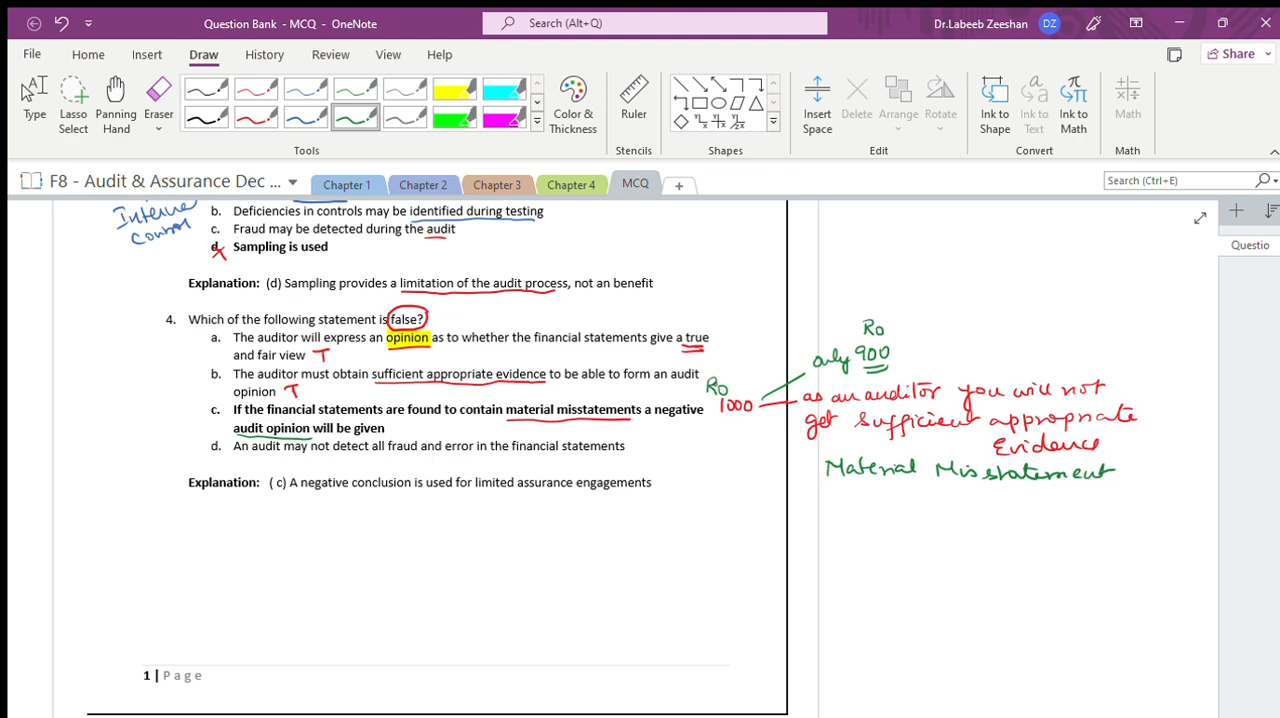 Question Bank - MCQ - OneNote
Search (Alt+Q)
Dr.Labeeb Zeeshan
DZ
File Home Insert Draw History Review View Help
Share
Type
Lasso Select
Panning Hand
Eraser
Color & Thickness
Ruler
Insert Space
Delete
Arrange
Rotate
Ink to Shape
Ink to Text
Ink to Math
Math
Tools
Stencils
Shapes
Edit
Convert
Math
F8 - Audit & Assurance Dec ...
Chapter 1
Chapter 2
Chapter 3
Chapter 4
MCQ
Search (Ctrl+E)
Questio
Control
b. Deficiencies in controls may be identified during testing
c. Fraud may be detected during the audit
d. Sampling is used
Explanation: (d) Sampling provides a limitation of the audit process, not an benefit
4. Which of the following statement is false?
a. The auditor will express an opinion as to whether the financial statements give a true
and fair view T
b. The auditor must obtain sufficient appropriate evidence to be able to form an audit
opinion T
c. If the financial statements are found to contain material misstatements a negative
audit opinion will be given
d. An audit may not detect all fraud and error in the financial statements
Explanation: ( c) A negative conclusion is used for limited assurance engagements
RO
only 900
RO
1000
as an auditor you will not
get sufficient appropriate
Evidence
Material Misstatement
1 | Page